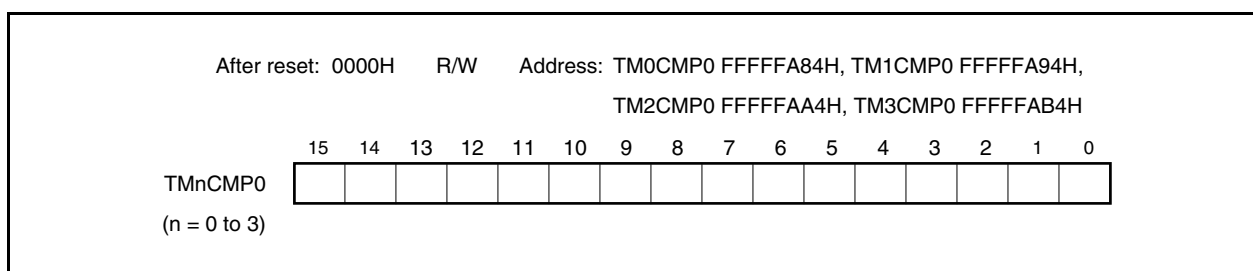 After reset: 0000H R/W Address: TM0CMP0 FFFFFA84H, TM1CMP0 FFFFFA94H,
TM2CMP0 FFFFFAA4H, TM3CMP0 FFFFFAB4H
15 14 13 12 11 10 9 8 7 6 5 4 3 2 1 0
TMnCMP0
(n = 0 to 3)